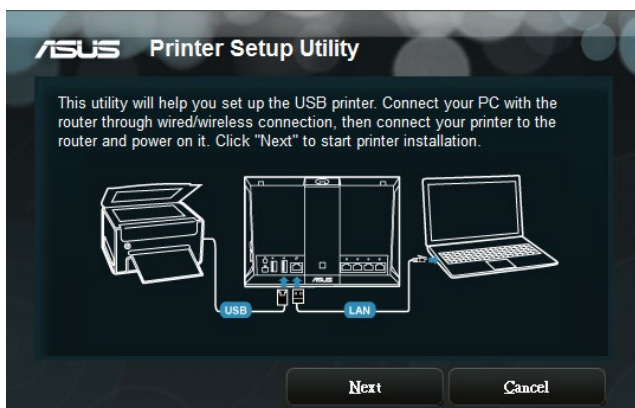 ASUS Printer Setup Utility
This utility will help you set up the USB printer. Connect your PC with the
router through wired/wireless connection, then connect your printer to the
router and power on it. Click "Next" to start printer installation.
ASUS
USB
LAN
Next
Cancel